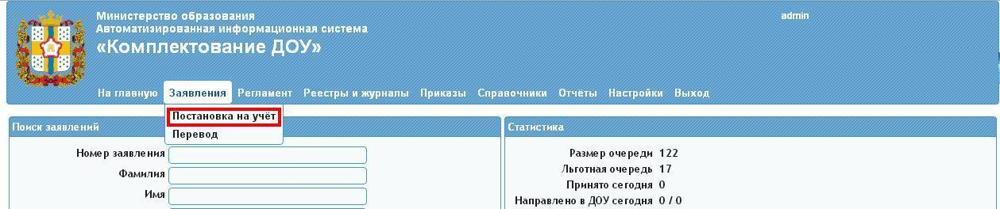 Министерство образования
admin
Автоматизированная информационная система
«Комплектование ДОУ»
На главную Заявления Регламент Реестры и журналы Приказы Справочники Отчёты Настройки Выход
Постановка на учёт
Перевод
Поиск заявлений
Номер заявления
Фамилия
Имя
Статистика
Размер очереди 122
Льготная очередь 17
Принято сегодня 0
Направлено в ДОУ сегодня 0 / 0